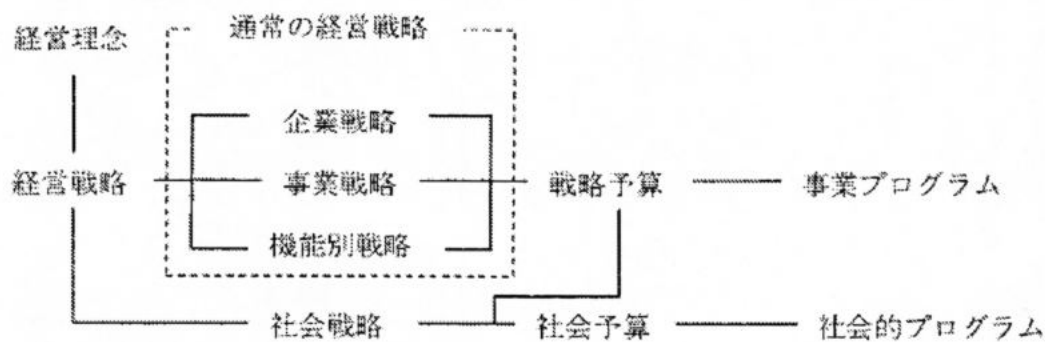 通常の経営戦略
経営理念
企業戦略
経営戦略
事業戦略
戦略予算
事業プログラム
機能別戦略
社会戦略
社会予算
社会的プログラム